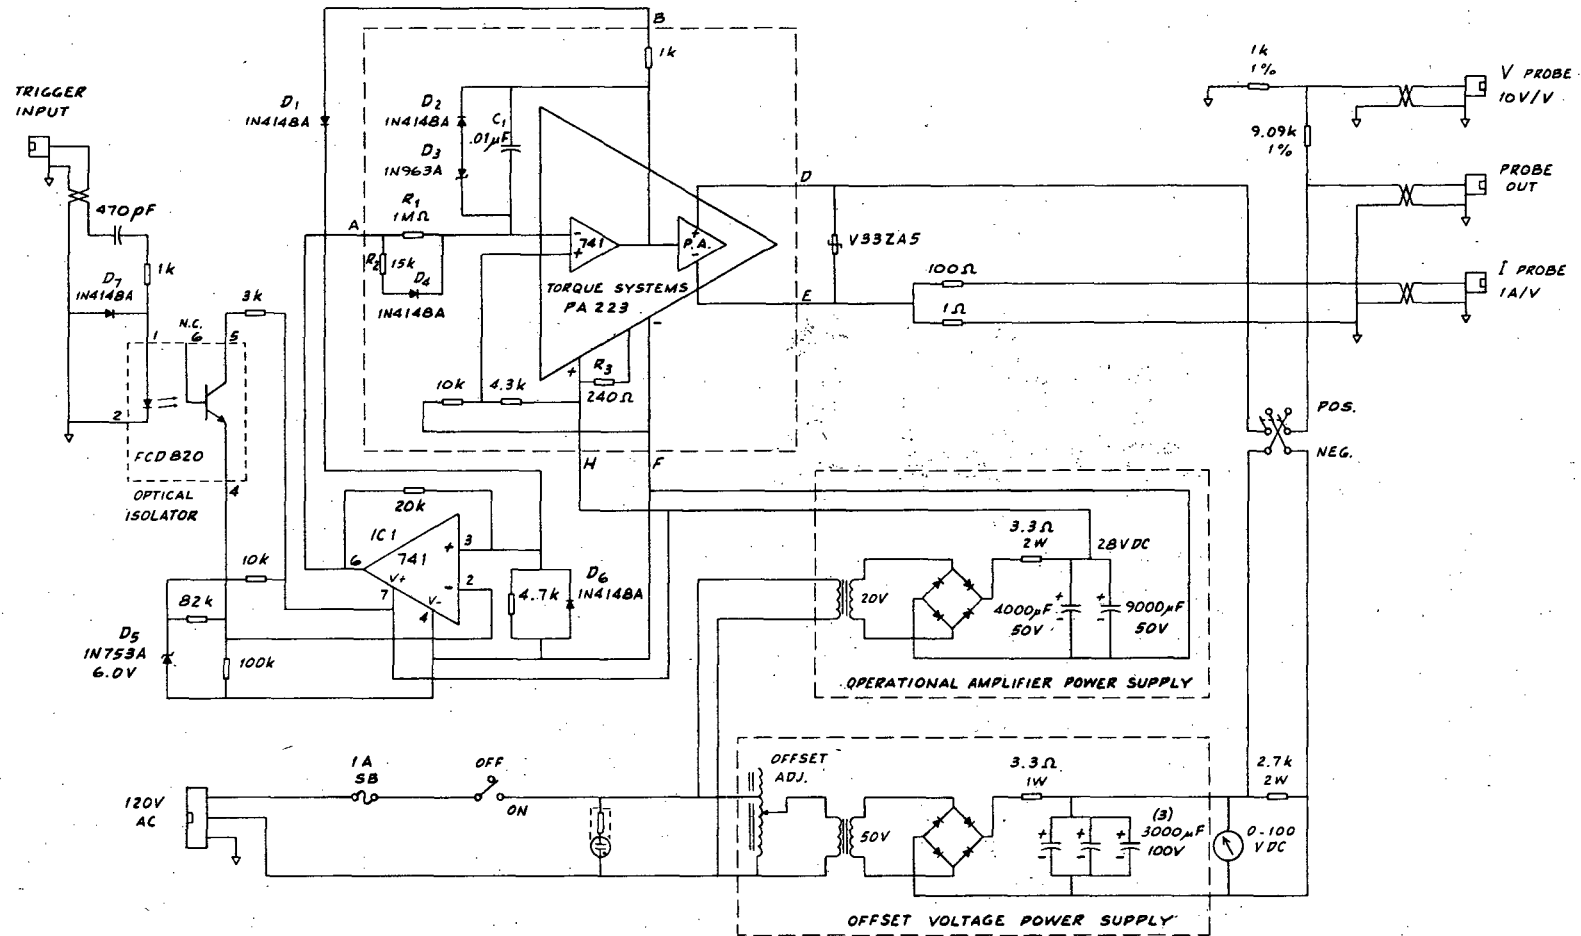 TRIGGER
INPUT
470pF
1k
D7
1N4148A
3k
N.C.
6
5
1
2
4
FCD 820
OPTICAL
ISOLATOR
D1
1N4148A
B
1k
D2
1N4148A
C1
.01μF
D3
1N963A
A
R1
1MΩ
R2
15k
D4
1N4148A
-
+
741
+
P.A.
-
TORQUE SYSTEMS
PA 223
D
E
V33ZA5
10k
4.3k
+
-
R3
240Ω
H
F
100Ω
1Ω
1k
1%
V PROBE
10V/V
9.09k
1%
PROBE
OUT
I PROBE
1A/V
POS.
NEG.
20k
IC1
741
+
-
3
2
6
V+
7
V-
4
10k
82k
D5
1N753A
6.0V
100k
4.7k
D6
1N4148A
20V
3.3Ω
2W
28VDC
+
-
4000μF
50V
+
-
9000μF
50V
OPERATIONAL AMPLIFIER POWER SUPPLY
120V
AC
1A
SB
OFF
ON
OFFSET
ADJ.
50V
3.3Ω
1W
+
-
+
-
+
-
(3)
3000μF
100V
0-100
VDC
2.7k
2W
OFFSET VOLTAGE POWER SUPPLY